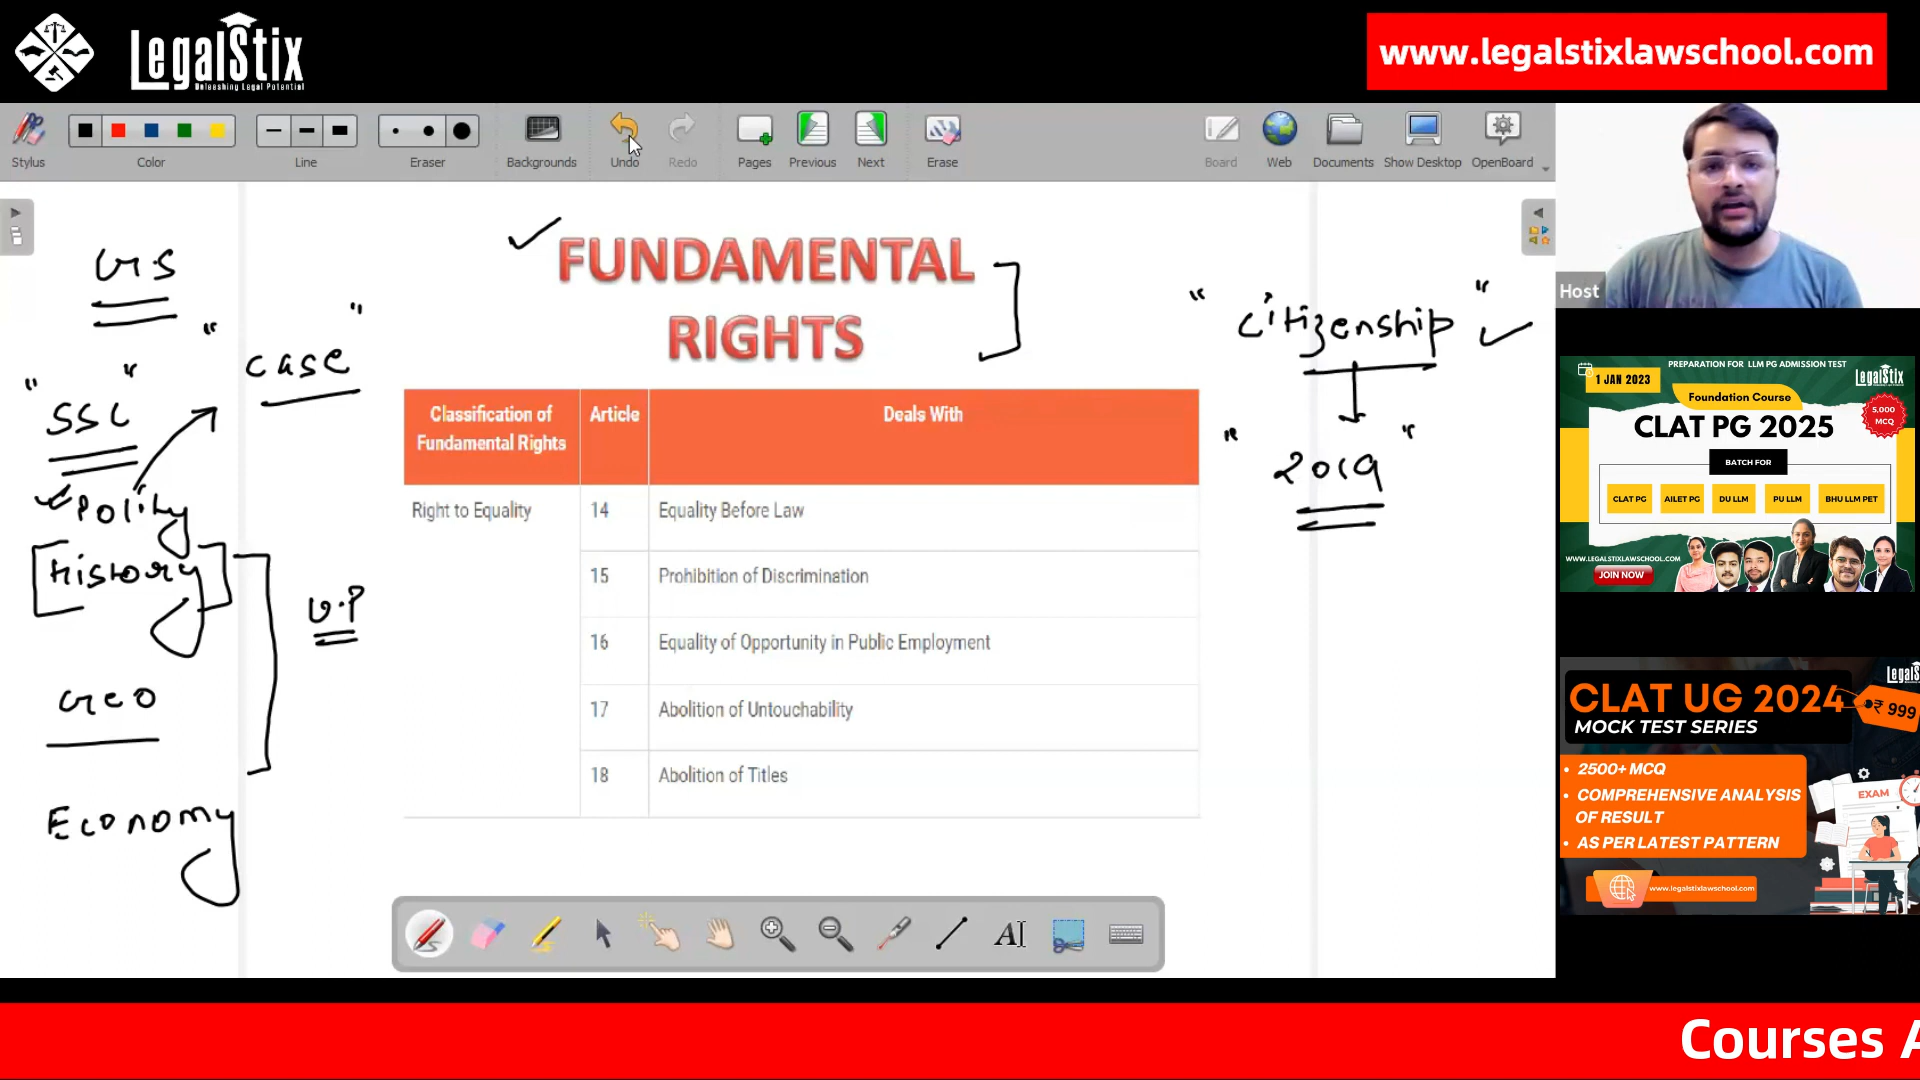 LegalStix
Unleashing Legal Potential
www.legalstixlawschool.com
Stylus
Color
Line
Eraser
Backgrounds
Undo
Redo
Pages
Previous
Next
Erase
Board
Web
Documents
Show Desktop
OpenBoard
Host
GS
" case "
" SSC "
Polity
[History]
Geo
Economy
U.P
FUNDAMENTAL
RIGHTS
" citizenship "
" 2019 "
Classification of
Fundamental Rights
Article
Deals With
Right to Equality
14
Equality Before Law
15
Prohibition of Discrimination
16
Equality of Opportunity in Public Employment
17
Abolition of Untouchability
18
Abolition of Titles
PREPARATION FOR LLM PG ADMISSION TEST
LegalStix
1 JAN 2023
Foundation Course
5,000
MCQ
CLAT PG 2025
BATCH FOR
CLAT PG
AILET PG
DU LLM
PU LLM
BHU LLM PET
WWW.LEGALSTIXLAWSCHOOL.COM
JOIN NOW
LegalS
CLAT UG 2024
₹ 999
MOCK TEST SERIES
• 2500+ MCQ
• COMPREHENSIVE ANALYSIS
OF RESULT
• AS PER LATEST PATTERN
EXAM
www.legalstixlawschool.com
Courses A